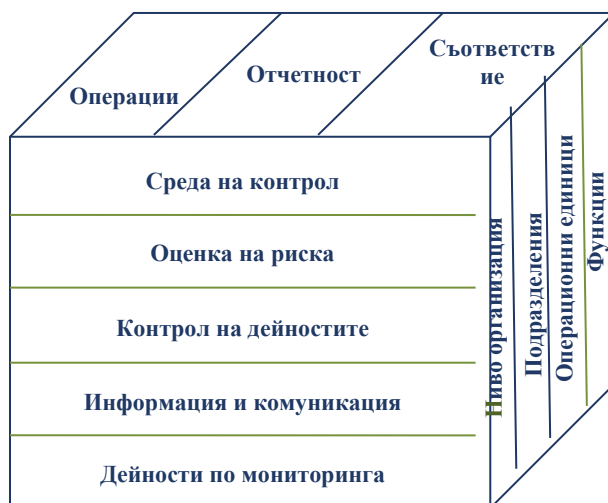 Операции
Отчетност
Съответств
ие
Среда на контрол
Оценка на риска
Контрол на дейностите
Информация и комуникация
Дейности по мониторинга
Ниво организация
Подразделения
Операционни единици
Функции